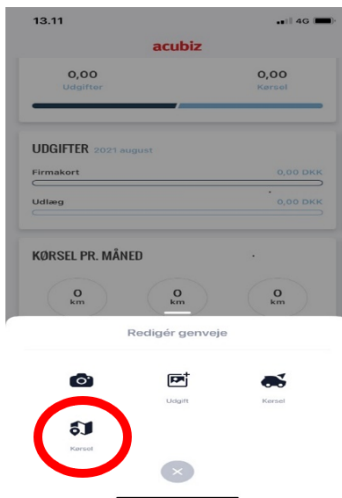 13.11 4G
acubiz
0,00 0,00
Udgifter Kørsel
UDGIFTER 2021 august
Firmakort 0,00 DKK
Udlæg 0,00 DKK
KØRSEL PR. MÅNED
0 0 0
km km km
Redigér genveje
Udgift Kørsel
Kørsel